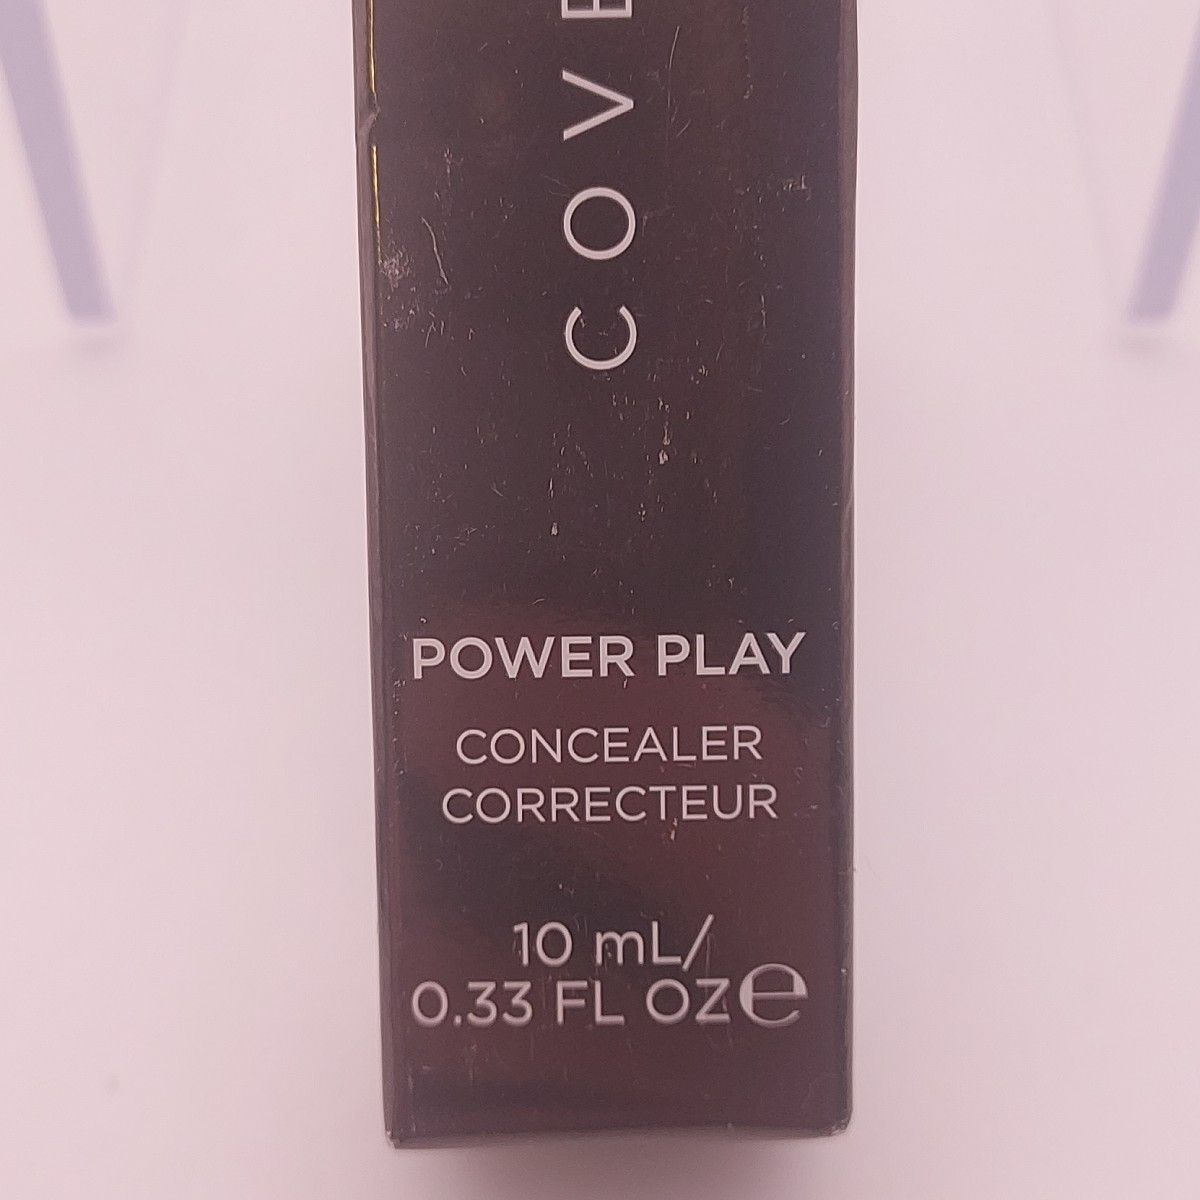 COVE
POWER PLAY
CONCEALER
CORRECTEUR
10 mL/
0.33 FL OZ e